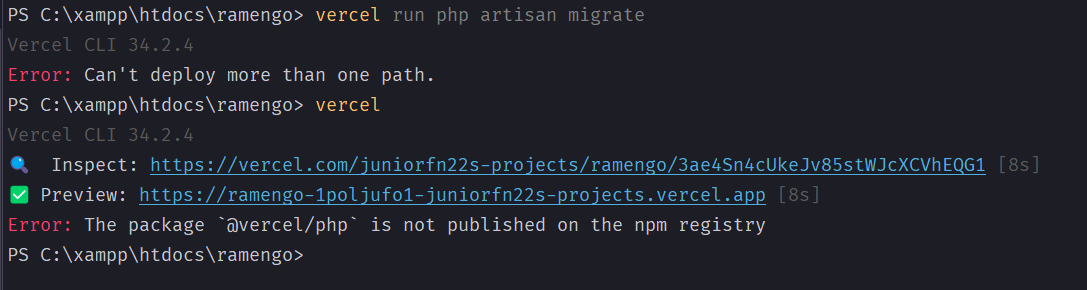 PS C:\xampp\htdocs\ramengo> vercel run php artisan migrate
Vercel CLI 34.2.4
Error: Can't deploy more than one path.
PS C:\xampp\htdocs\ramengo> vercel
Vercel CLI 34.2.4
🔍 Inspect: https://vercel.com/juniorfn22s-projects/ramengo/3ae4Sn4cUkeJv85stWJcXCVhEQG1 [8s]
✅ Preview: https://ramengo-1poljufo1-juniorfn22s-projects.vercel.app [8s]
Error: The package `@vercel/php` is not published on the npm registry
PS C:\xampp\htdocs\ramengo>